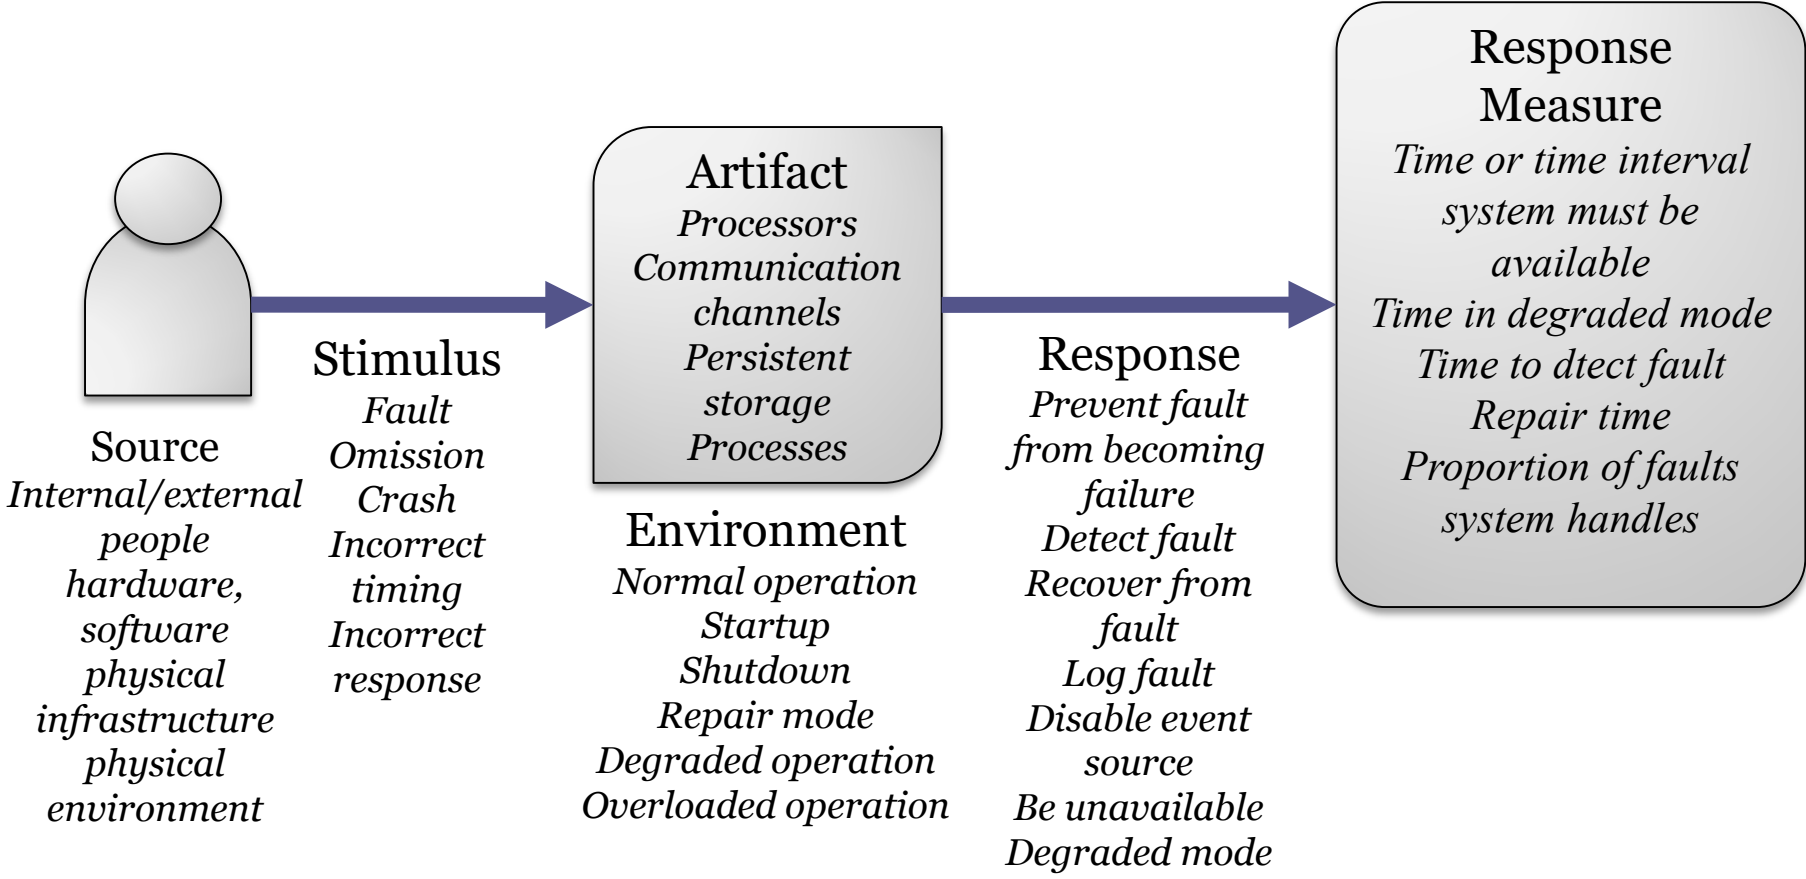 Source
Internal/external
people
hardware,
software
physical
infrastructure
physical
environment
Stimulus
Fault
Omission
Crash
Incorrect
timing
Incorrect
response
Artifact
Processors
Communication
channels
Persistent
storage
Processes
Environment
Normal operation
Startup
Shutdown
Repair mode
Degraded operation
Overloaded operation
Response
Prevent fault
from becoming
failure
Detect fault
Recover from
fault
Log fault
Disable event
source
Be unavailable
Degraded mode
Response
Measure
Time or time interval
system must be
available
Time in degraded mode
Time to dtect fault
Repair time
Proportion of faults
system handles